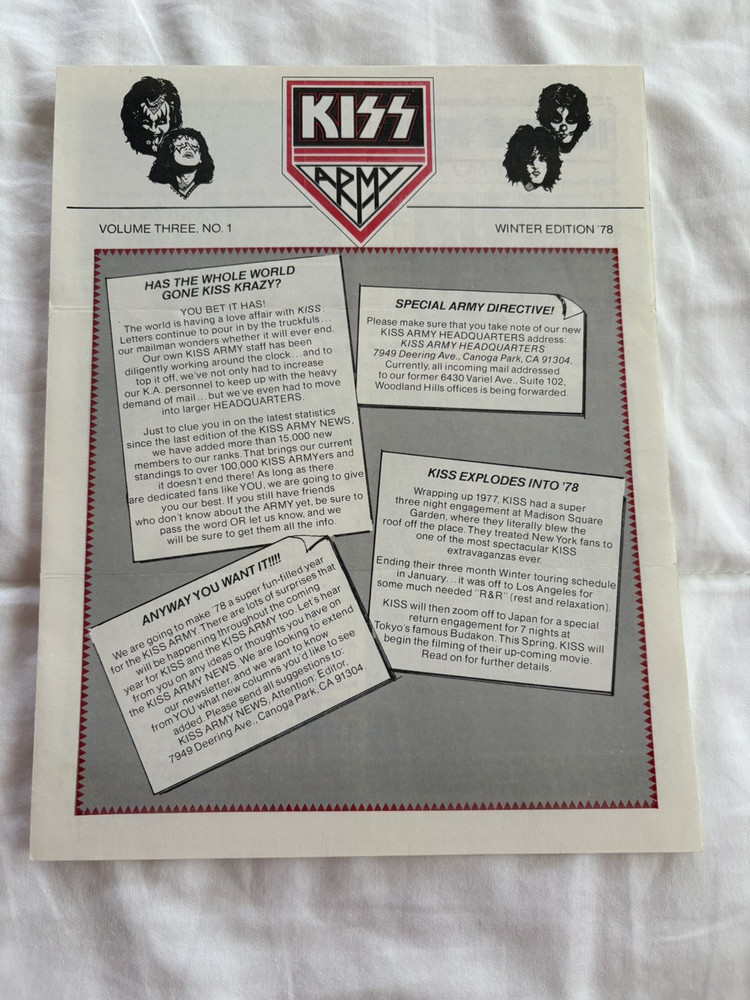 KISS
ARMY
VOLUME THREE, NO. 1
WINTER EDITION '78
HAS THE WHOLE WORLD
GONE KISS KRAZY?
YOU BET IT HAS!
The world is having a love affair with KISS.
Letters continue to pour in by the truckfuls...
our mailman wonders whether it will ever end.
Our own KISS ARMY staff has been
diligently working around the clock...and to
top it off, we've not only had to increase
our K.A. personnel to keep up with the heavy
demand of mail...but we've even had to move
into larger HEADQUARTERS.
Just to clue you in on the latest statistics
since the last edition of the KISS ARMY NEWS,
we have added more than 15,000 new
members to our ranks. That brings our current
standings to over 100,000 KISS ARMYers and
it doesn't end there! As long as there
are dedicated fans like YOU, we are going to give
you our best. If you still have friends
who don't know about the ARMY yet, be sure to
pass the word OR let us know, and we
will be sure to get them all the info.
SPECIAL ARMY DIRECTIVE!
Please make sure that you take note of our new
KISS ARMY HEADQUARTERS address:
KISS ARMY HEADQUARTERS
7949 Deering Ave., Canoga Park, CA 91304.
Currently, all incoming mail addressed
to our former 6430 Variel Ave., Suite 102,
Woodland Hills offices is being forwarded.
KISS EXPLODES INTO '78
Wrapping up 1977, KISS had a super
three night engagement at Madison Square
Garden, where they literally blew the
roof off the place. They treated New York fans to
one of the most spectacular KISS
extravaganzas ever.
Ending their three month Winter touring schedule
in January...it was off to Los Angeles for
some much needed "R&R" (rest and relaxation).
KISS will then zoom off to Japan for a special
return engagement for 7 nights at
Tokyo's famous Budakon. This Spring, KISS will
begin the filming of their up-coming movie.
Read on for further details.
ANYWAY YOU WANT IT!!!!
We are going to make '78 a super fun-filled year
for the KISS ARMY. There are lots of surprises that
will be happening throughout the coming
year for KISS and the KISS ARMY too. Let's hear
from you on any ideas or thoughts you have on
the KISS ARMY NEWS. We are looking to extend
our newsletter, and we want to know
from YOU what new columns you'd like to see
added. Please send all suggestions to:
KISS ARMY NEWS, Attention: Editor,
7949 Deering Ave., Canoga Park, CA 91304.